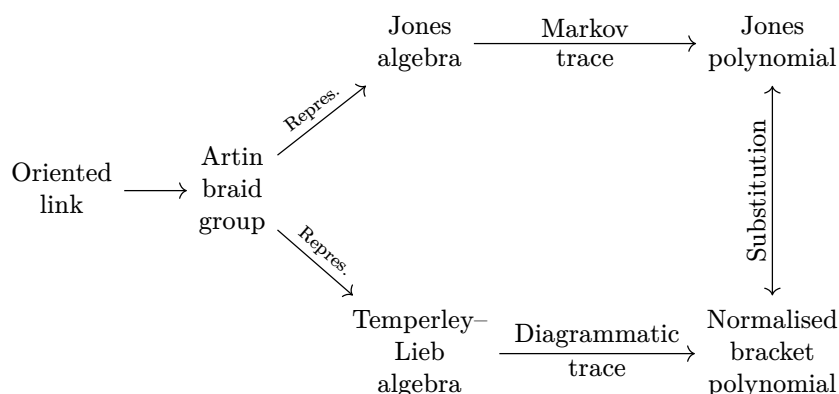 Jones
algebra
Markov
trace
Jones
polynomial
Repres.
Oriented
link
Artin
braid
group
Substitution
Repres.
Temperley–
Lieb
algebra
Diagrammatic
trace
Normalised
bracket
polynomial